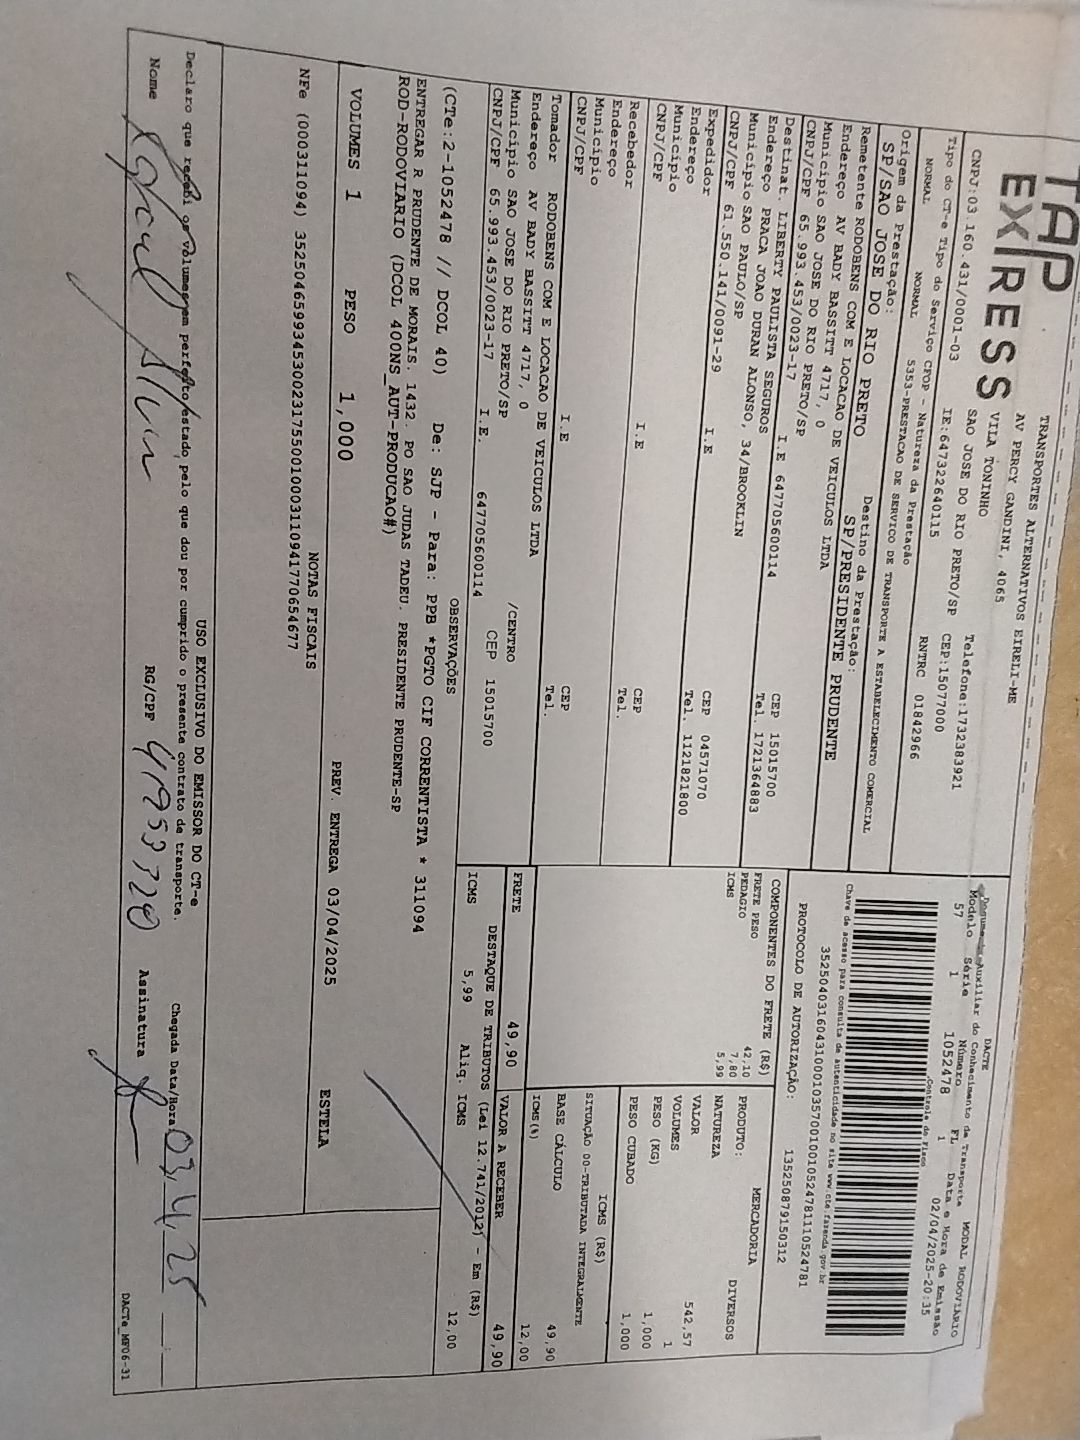 TAP
EXPRESS
TRANSPORTES ALTERNATIVOS EIRELI-ME
AV PERCY GANDINI, 4065
VILA TONINHO
SAO JOSE DO RIO PRETO/SP
Telefone:1732383921
CEP:15077000
CNPJ:03.160.431/0001-03 IE:647322640115 RNTRC 01842966
Tipo do CT-e Tipo do Serviço CFOP - Natureza da Prestação
NORMAL NORMAL 5353-PRESTACAO DE SERVICO DE TRANSPORTE A ESTABELECIMENTO COMERCIAL
Origem da Prestação: Destino da Prestação:
SP/SAO JOSE DO RIO PRETO SP/PRESIDENTE PRUDENTE
Remetente RODOBENS COM E LOCACAO DE VEICULOS LTDA
Endereço AV BADY BASSITT 4717, 0
Município SAO JOSE DO RIO PRETO/SP CEP 15015700
CNPJ/CPF 65.993.453/0023-17 I.E 647705600114 Tel. 1721364883
Destinat. LIBERTY PAULISTA SEGUROS
Endereço PRACA JOAO DURAN ALONSO, 34/BROOKLIN
Município SAO PAULO/SP CEP 04571070
CNPJ/CPF 61.550.141/0091-29 I.E Tel. 1121821800
Expedidor
Endereço
Município CEP
CNPJ/CPF I.E Tel.
Recebedor
Endereço
Município CEP
CNPJ/CPF I.E Tel.
Tomador RODOBENS COM E LOCACAO DE VEICULOS LTDA
Endereço AV BADY BASSITT 4717, 0 /CENTRO
Município SAO JOSE DO RIO PRETO/SP CEP 15015700
CNPJ/CPF 65.993.453/0023-17 I.E. 647705600114
DACTE
Documento Auxiliar do Conhecimento de Transporte MODAL RODOVIÁRIO
Modelo Série Número FL Data e Hora de Emissão
57 1 1052478 1 02/04/2025-20:35
Controle do Fisco
Chave de acesso para consulta de autenticidade no site www.cte.fazenda.gov.br
35250403160431000103570010010524781110524781
PROTOCOLO DE AUTORIZAÇÃO: 135250879150312
COMPONENTES DO FRETE (R$)
FRETE PESO 42,10
PEDAGIO 7,80
ICMS 5,99
PRODUTO: MERCADORIA
NATUREZA DIVERSOS
VALOR 542,57
VOLUMES 1
PESO (KG) 1,000
PESO CUBADO 1,000
ICMS (R$)
SITUAÇÃO 00-TRIBUTADA INTEGRALMENTE
BASE CÁLCULO 49,90
ICMS(%) 12,00
FRETE 49,90 VALOR A RECEBER 49,90
DESTAQUE DE TRIBUTOS (Lei 12.741/2012) - Em (R$)
ICMS 5,99 Aliq. ICMS 12,00
OBSERVAÇÕES
(CTe:2-1052478 // DCOL 40) De: SJP - Para: PPB *PGTO CIF CORRENTISTA * 311094
ENTREGAR R PRUDENTE DE MORAIS. 1432. PO SAO JUDAS TADEU. PRESIDENTE PRUDENTE-SP
ROD-RODOVIARIO (DCOL 400NS_AUT-PRODUCAO#)
VOLUMES 1 PESO 1,000 PREV. ENTREGA 03/04/2025 ESTELA
NOTAS FISCAIS
NFe (000311094) 35250465993453002317550010003110941770654677
USO EXCLUSIVO DO EMISSOR DO CT-e
Declaro que recebi os volumes em perfeito estado pelo que dou por cumprido o presente contrato de transporte. Chegada Data/Hora 03/4/25
Nome RG/CPF 41953720 Assinatura
DACTe MF06-31